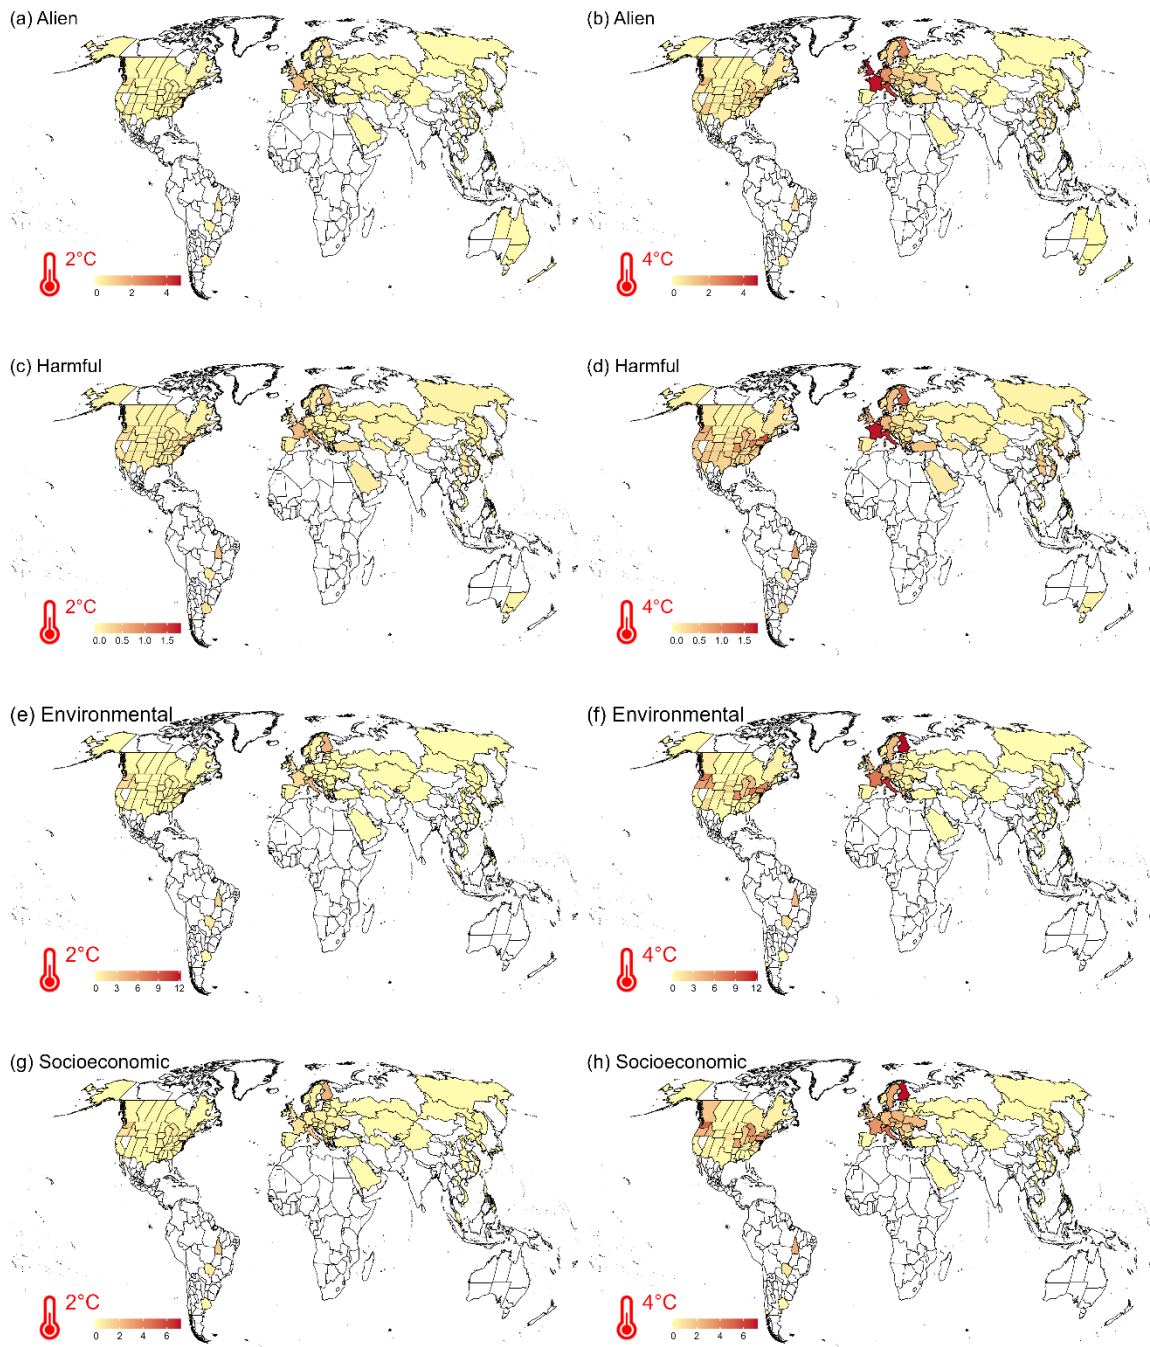 (a) Alien
(b) Alien
2°C
0 2 4
4°C
0 2 4
(c) Harmful
(d) Harmful
2°C
0.0 0.5 1.0 1.5
4°C
0.0 0.5 1.0 1.5
(e) Environmental
(f) Environmental
2°C
0 3 6 9 12
4°C
0 3 6 9 12
(g) Socioeconomic
(h) Socioeconomic
2°C
0 2 4 6
4°C
0 2 4 6